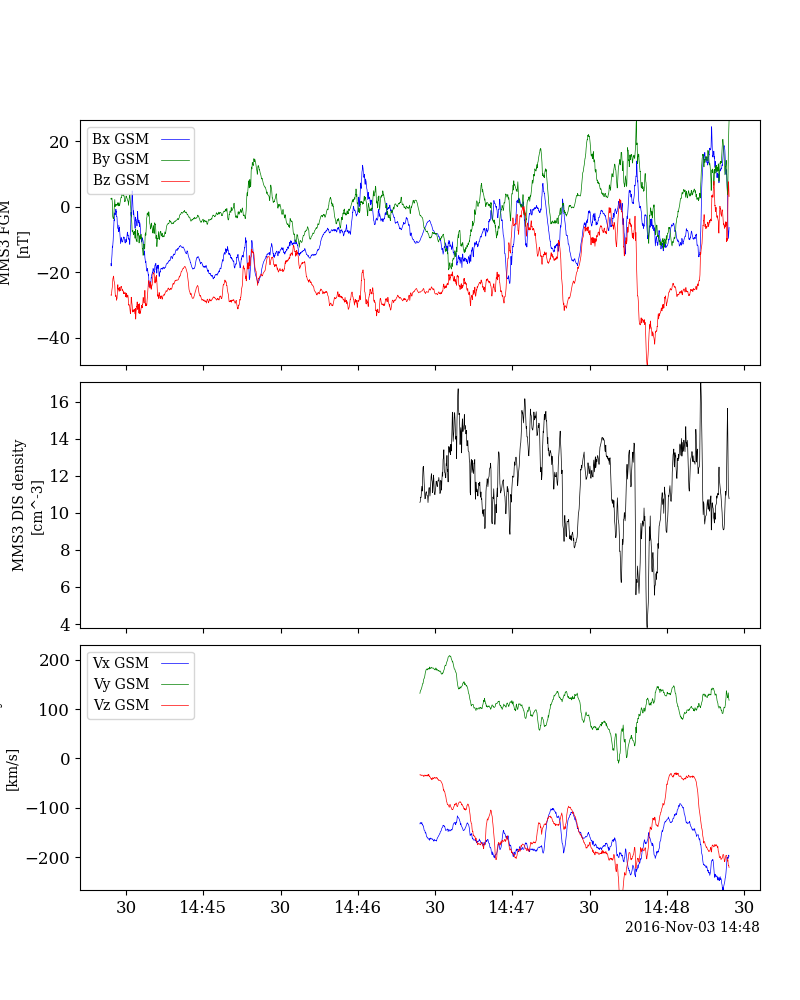 Bx GSM
By GSM
Bz GSM
20
0
−20
−40
MMS3 FGM
[nT]
16
14
12
10
8
6
4
MMS3 DIS density
[cm^-3]
Vx GSM
Vy GSM
Vz GSM
200
100
0
−100
−200
[km/s]
30
14:45
30
14:46
30
14:47
30
14:48
30
2016-Nov-03 14:48